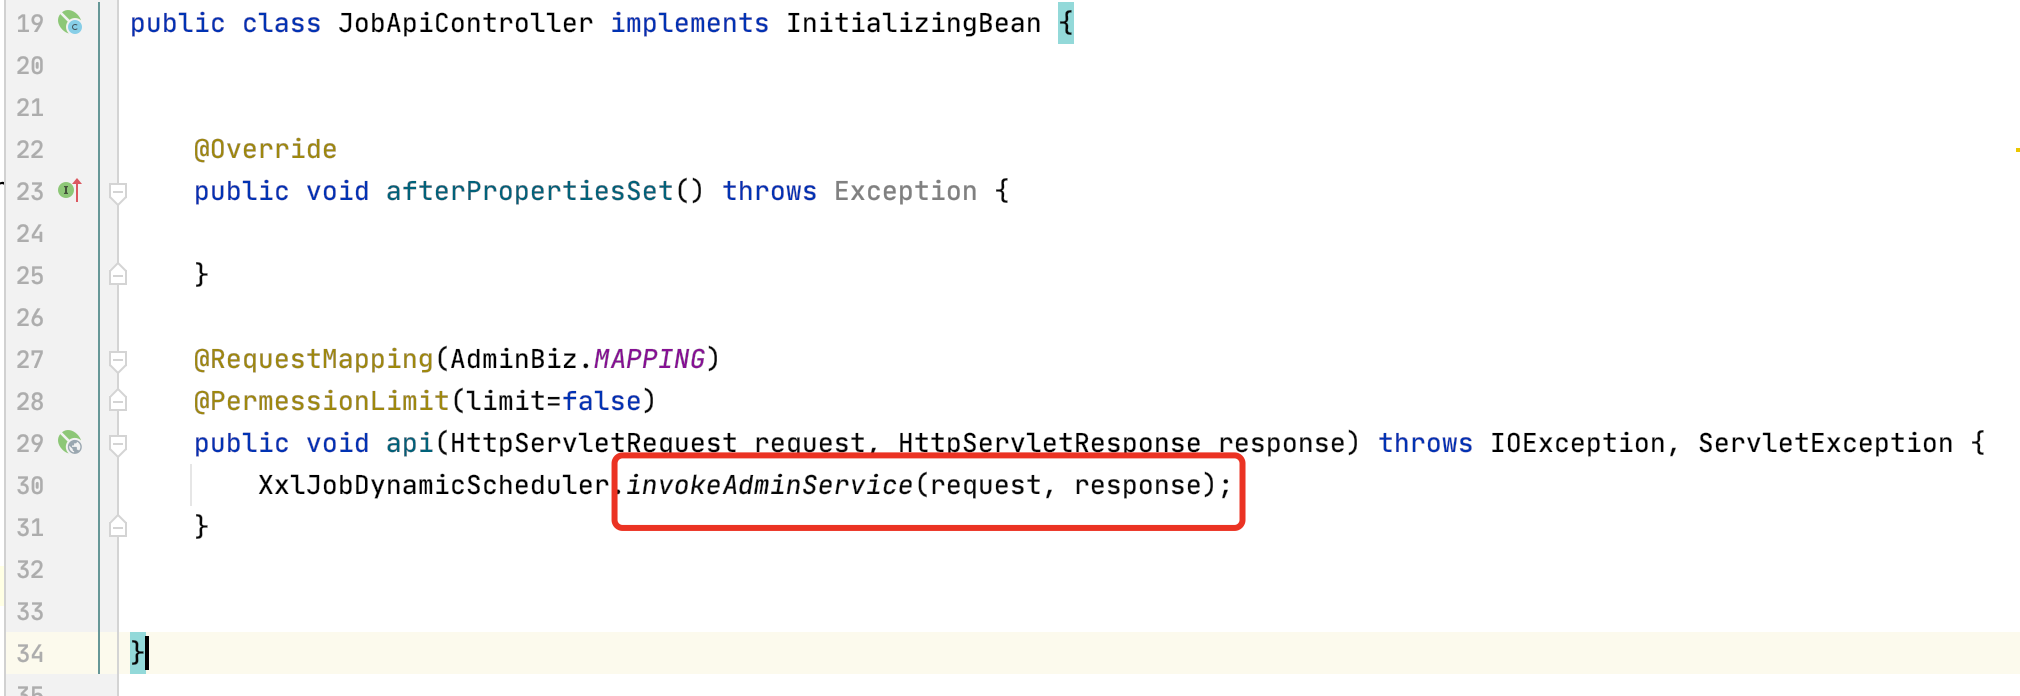 19 public class JobApiController implements InitializingBean {
20
21
22 @Override
23 public void afterPropertiesSet() throws Exception {
24
25 }
26
27 @RequestMapping(AdminBiz.MAPPING)
28 @PermessionLimit(limit=false)
29 public void api(HttpServletRequest request, HttpServletResponse response) throws IOException, ServletException {
30 XxlJobDynamicScheduler.invokeAdminService(request, response);
31 }
32
33
34 }
35